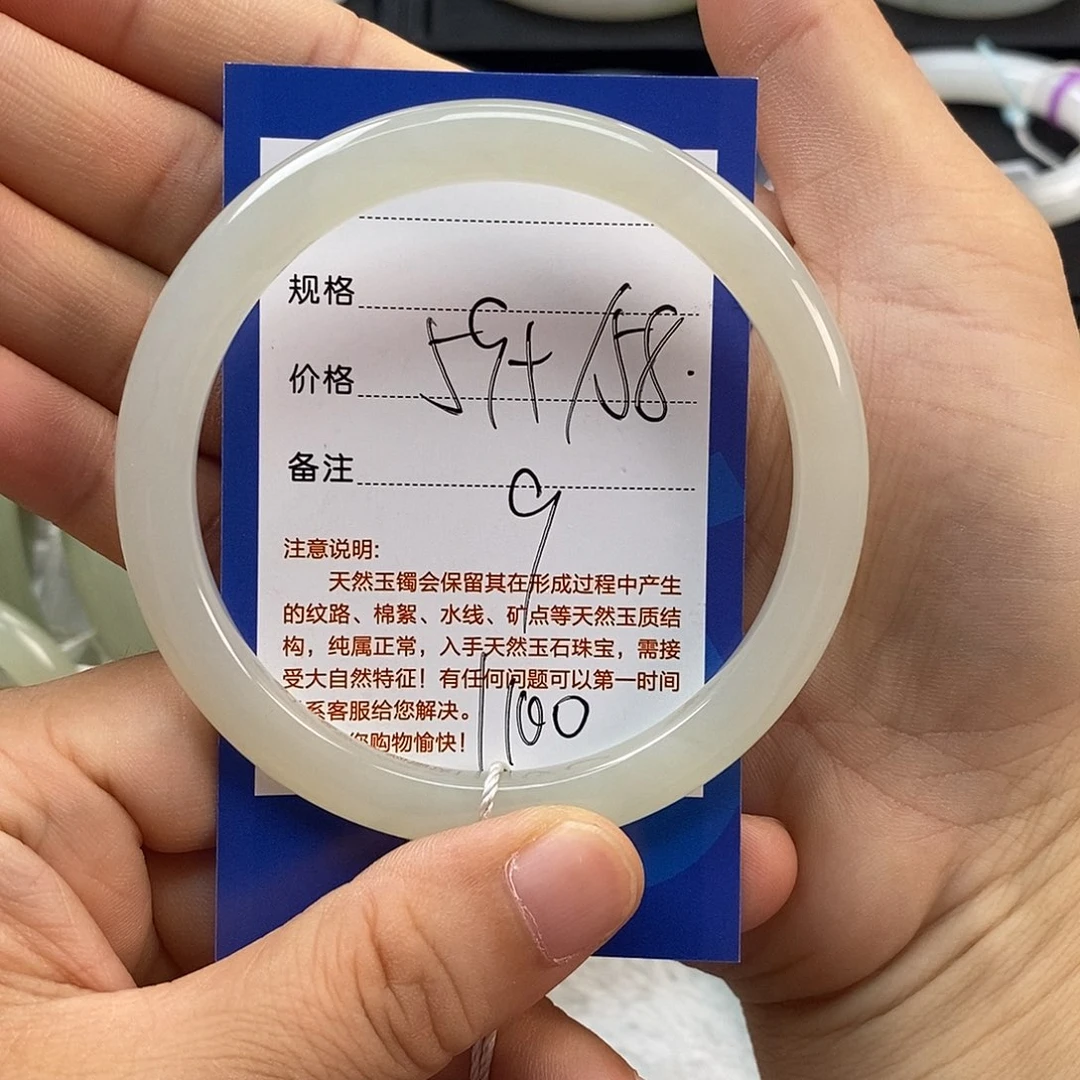 规格
59+/58.
价格
备注
9
注意说明:
天然玉镯会保留其在形成过程中产生
的纹路、棉絮、水线、矿点等天然玉质结
构，纯属正常，入手天然玉石珠宝，需接
受大自然特征！有任何问题可以第一时间
系客服给您解决。
1100
您购物愉快！